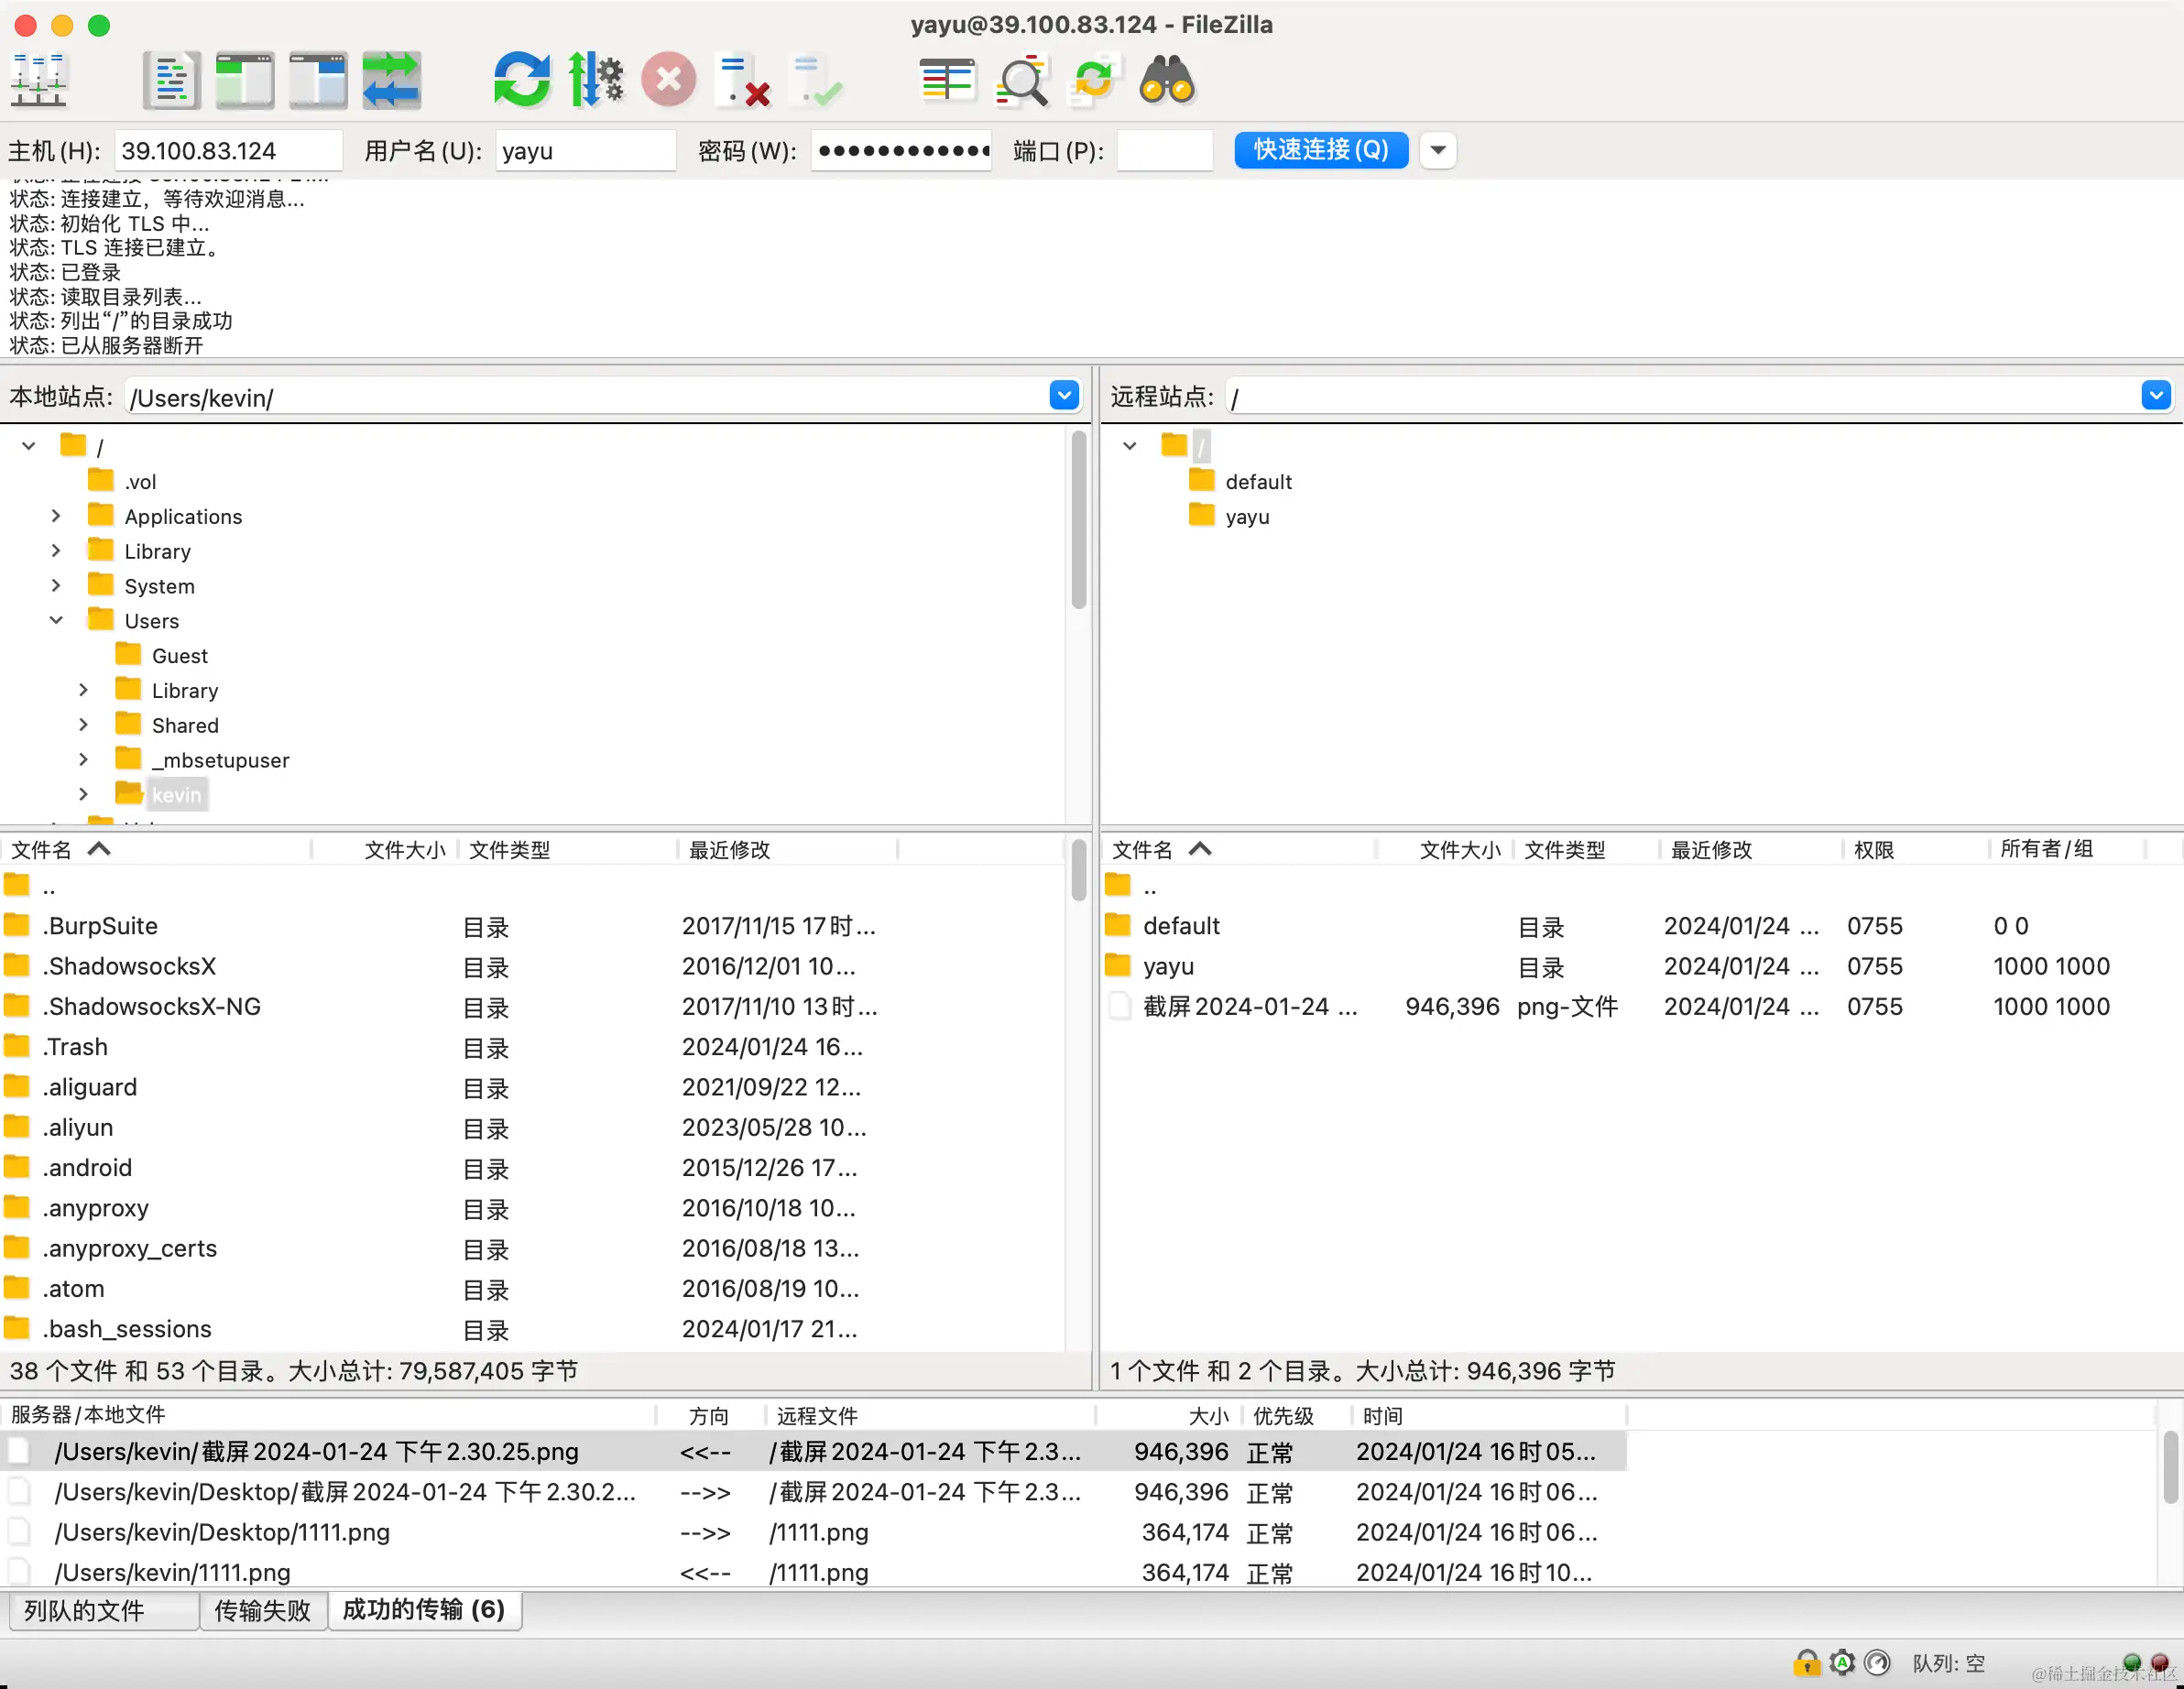 yayu@39.100.83.124 - FileZilla
主机(H): 39.100.83.124 用户名(U): yayu 密码(W): ●●●●●●●●●●●● 端口(P): 快速连接(Q)
状态: 连接建立，等待欢迎消息...
状态: 初始化 TLS 中...
状态: TLS 连接已建立。
状态: 已登录
状态: 读取目录列表...
状态: 列出“/”的目录成功
状态: 已从服务器断开
本地站点: /Users/kevin/
/
.vol
Applications
Library
System
Users
Guest
Library
Shared
_mbsetupuser
kevin
远程站点: /
/
default
yayu
文件名 文件大小 文件类型 最近修改
..
.BurpSuite 目录 2017/11/15 17时...
.ShadowsocksX 目录 2016/12/01 10...
.ShadowsocksX-NG 目录 2017/11/10 13时...
.Trash 目录 2024/01/24 16...
.aliguard 目录 2021/09/22 12...
.aliyun 目录 2023/05/28 10...
.android 目录 2015/12/26 17...
.anyproxy 目录 2016/10/18 10...
.anyproxy_certs 目录 2016/08/18 13...
.atom 目录 2016/08/19 10...
.bash_sessions 目录 2024/01/17 21...
38 个文件 和 53 个目录。大小总计: 79,587,405 字节
文件名 文件大小 文件类型 最近修改 权限 所有者/组
..
default 目录 2024/01/24 ... 0755 0 0
yayu 目录 2024/01/24 ... 0755 1000 1000
截屏2024-01-24 ... 946,396 png-文件 2024/01/24 ... 0755 1000 1000
1 个文件 和 2 个目录。大小总计: 946,396 字节
服务器/本地文件 方向 远程文件 大小 优先级 时间
/Users/kevin/截屏2024-01-24 下午2.30.25.png <<-- /截屏2024-01-24 下午2.3... 946,396 正常 2024/01/24 16时05...
/Users/kevin/Desktop/截屏2024-01-24 下午2.30.2... -->> /截屏2024-01-24 下午2.3... 946,396 正常 2024/01/24 16时06...
/Users/kevin/Desktop/1111.png -->> /1111.png 364,174 正常 2024/01/24 16时06...
/Users/kevin/1111.png <<-- /1111.png 364,174 正常 2024/01/24 16时10...
列队的文件 传输失败 成功的传输 (6)
队列: 空
@稀土掘金技术社区